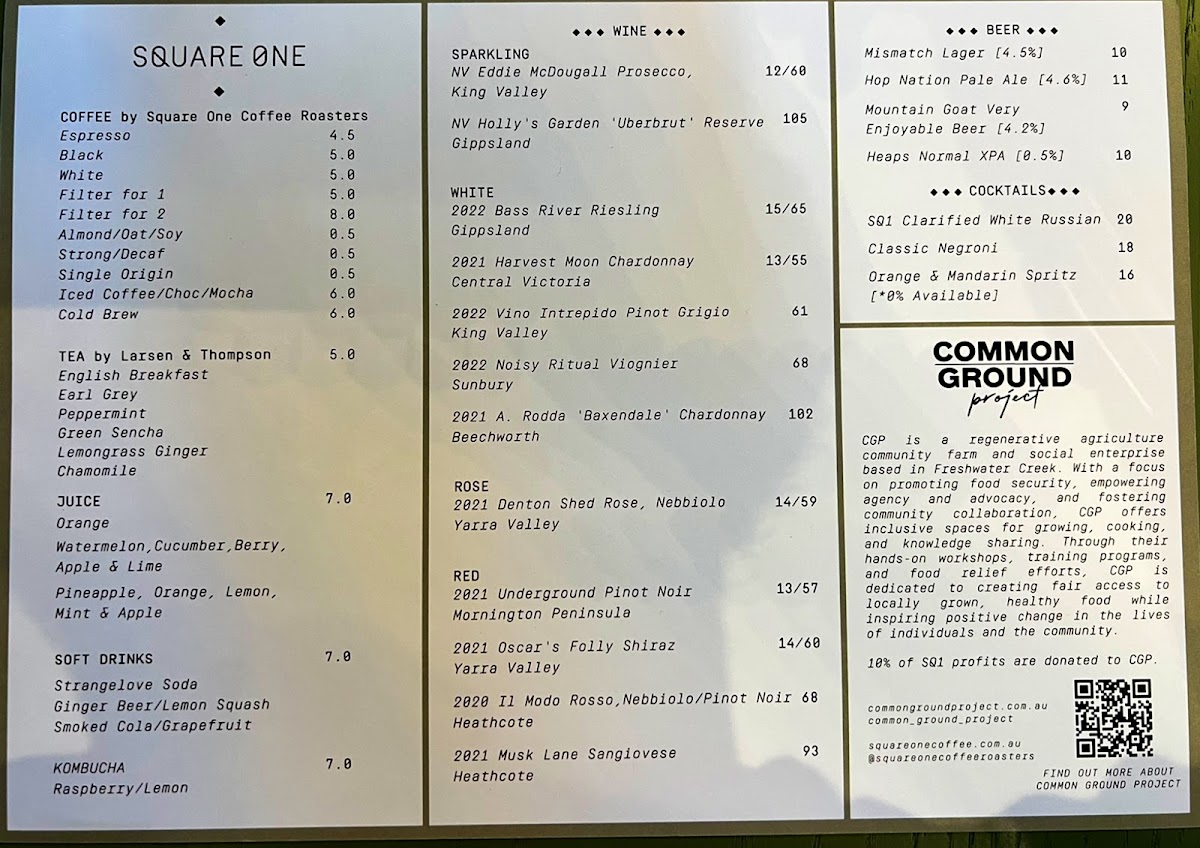 SQUARE ONE
COFFEE by Square One Coffee Roasters
Espresso 4.5
Black 5.0
White 5.0
Filter for 1 5.0
Filter for 2 8.0
Almond/Oat/Soy 0.5
Strong/Decaf 0.5
Single Origin 0.5
Iced Coffee/Choc/Mocha 6.0
Cold Brew 6.0
TEA by Larsen & Thompson 5.0
English Breakfast
Earl Grey
Peppermint
Green Sencha
Lemongrass Ginger
Chamomile
JUICE 7.0
Orange
Watermelon,Cucumber,Berry,
Apple & Lime
Pineapple, Orange, Lemon,
Mint & Apple
SOFT DRINKS 7.0
Strangelove Soda
Ginger Beer/Lemon Squash
Smoked Cola/Grapefruit
KOMBUCHA 7.0
Raspberry/Lemon
◆◆◆ WINE ◆◆◆
SPARKLING
NV Eddie McDougall Prosecco, 12/60
King Valley
NV Holly's Garden 'Uberbrut' Reserve 105
Gippsland
WHITE
2022 Bass River Riesling 15/65
Gippsland
2021 Harvest Moon Chardonnay 13/55
Central Victoria
2022 Vino Intrepido Pinot Grigio 61
King Valley
2022 Noisy Ritual Viognier 68
Sunbury
2021 A. Rodda 'Baxendale' Chardonnay 102
Beechworth
ROSE
2021 Denton Shed Rose, Nebbiolo 14/59
Yarra Valley
RED
2021 Underground Pinot Noir 13/57
Mornington Peninsula
2021 Oscar's Folly Shiraz 14/60
Yarra Valley
2020 Il Modo Rosso,Nebbiolo/Pinot Noir 68
Heathcote
2021 Musk Lane Sangiovese 93
Heathcote
◆◆◆ BEER ◆◆◆
Mismatch Lager [4.5%] 10
Hop Nation Pale Ale [4.6%] 11
Mountain Goat Very 9
Enjoyable Beer [4.2%]
Heaps Normal XPA [0.5%] 10
◆◆◆ COCKTAILS◆◆◆
SQ1 Clarified White Russian 20
Classic Negroni 18
Orange & Mandarin Spritz 16
[*0% Available]
COMMON
GROUND
project
CGP is a regenerative agriculture
community farm and social enterprise
based in Freshwater Creek. With a focus
on promoting food security, empowering
agency and advocacy, and fostering
community collaboration, CGP offers
inclusive spaces for growing, cooking,
and knowledge sharing. Through their
hands-on workshops, training programs,
and food relief efforts, CGP is
dedicated to creating fair access to
locally grown, healthy food while
inspiring positive change in the lives
of individuals and the community.
10% of SQ1 profits are donated to CGP.
commongroundproject.com.au
common_ground_project
squareonecoffee.com.au
@squareonecoffeeroasters
FIND OUT MORE ABOUT
COMMON GROUND PROJECT